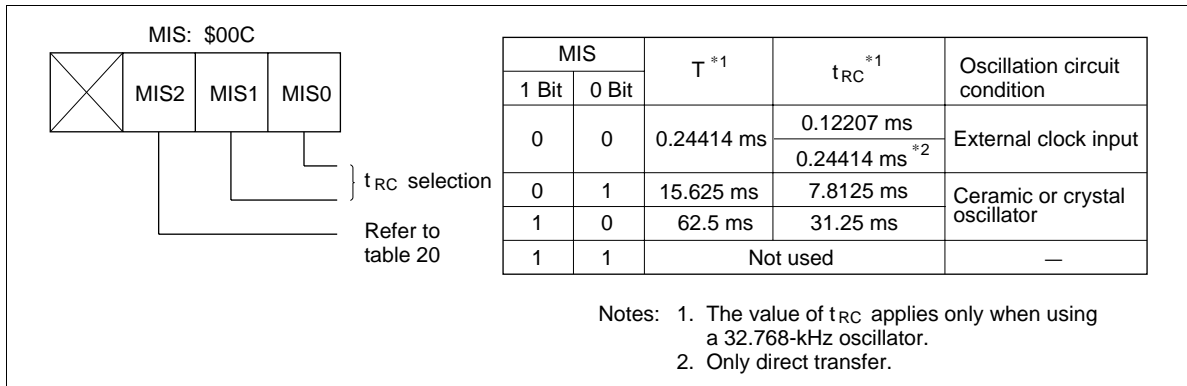 MIS: $00C
MIS2 MIS1 MIS0
t RC selection
Refer to
table 20
MIS T *1 t RC *1 Oscillation circuit
condition
1 Bit 0 Bit
0 0 0.24414 ms 0.12207 ms External clock input
0.24414 ms *2
0 1 15.625 ms 7.8125 ms Ceramic or crystal
oscillator
1 0 62.5 ms 31.25 ms
1 1 Not used —
Notes: 1. The value of t RC applies only when using
a 32.768-kHz oscillator.
2. Only direct transfer.